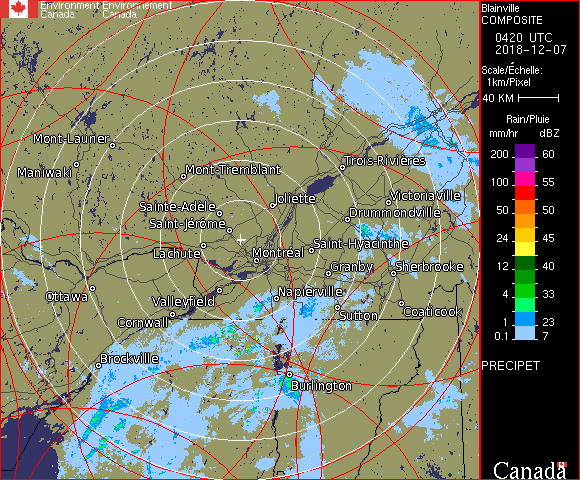 Environment Environnement
Canada Canada
Blainville
COMPOSITE
0420 UTC
2018-12-07
Scale/Échelle:
1km/Pixel
40 KM
Rain/Pluie
mm/hr dBZ
200 60
100 55
50 50
24 45
12 40
4 33
1 23
0.1 7
PRECIPET
Mont-Laurier
Maniwaki
Mont-Tremblant
Trois-Rivières
Sainte-Adèle
Joliette
Victoriaville
Saint-Jérôme
Drummondville
Lachute
Montréal
Saint-Hyacinthe
Granby
Sherbrooke
Ottawa
Valleyfield
Napierville
Cornwall
Sutton
Coaticook
Brockville
Burlington
Canada